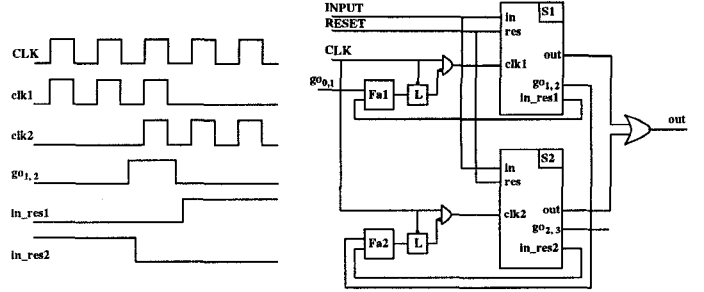 CLK
clk1
clk2
go1,2
in_res1
in_res2
INPUT
RESET
CLK
go0,1
Fa1
L
in
res
clk1
S1
out
go1,2
in_res1
out
Fa2
L
in
res
clk2
S2
out
go2,3
in_res2